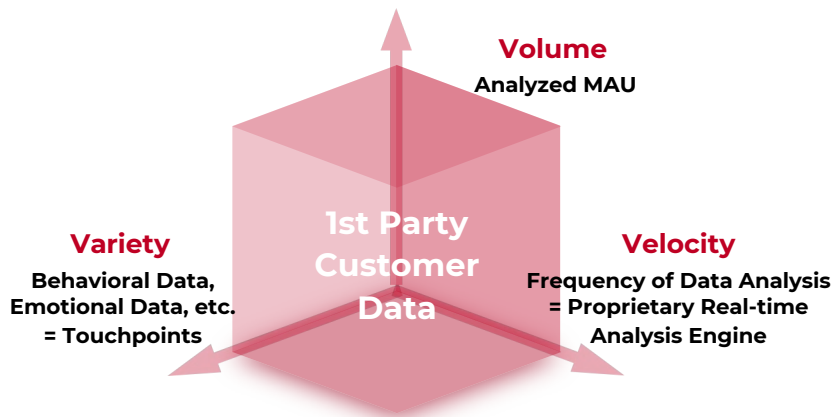 Volume
Analyzed MAU
1st Party
Customer
Data
Variety
Behavioral Data,
Emotional Data, etc.
= Touchpoints
Velocity
Frequency of Data Analysis
= Proprietary Real-time
Analysis Engine